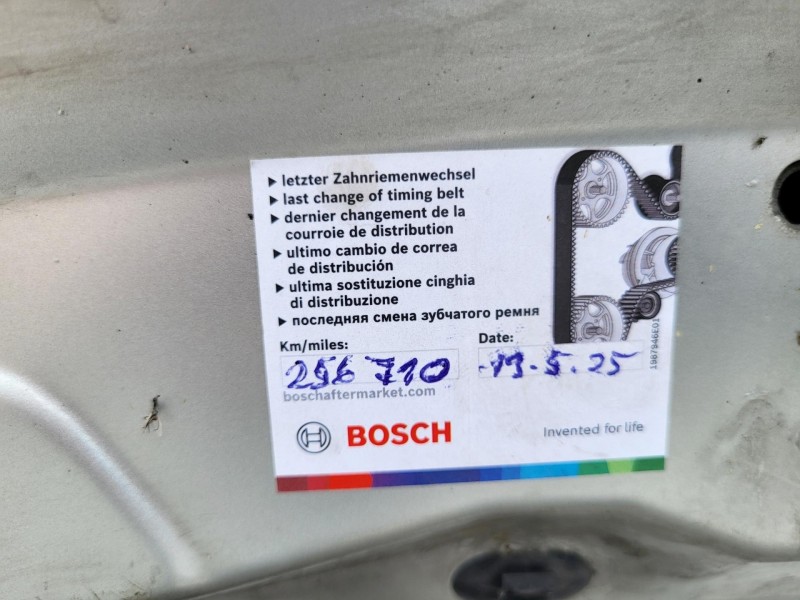 ▸ letzter Zahnriemenwechsel
▸ last change of timing belt
▸ dernier changement de la
courroie de distribution
▸ ultimo cambio de correa
de distribución
▸ ultima sostituzione cinghia
di distribuzione
▸ последняя смена зубчатого ремня
Km/miles: Date:
256 710 19.5.25
boschaftermarket.com
BOSCH Invented for life
1987946E01